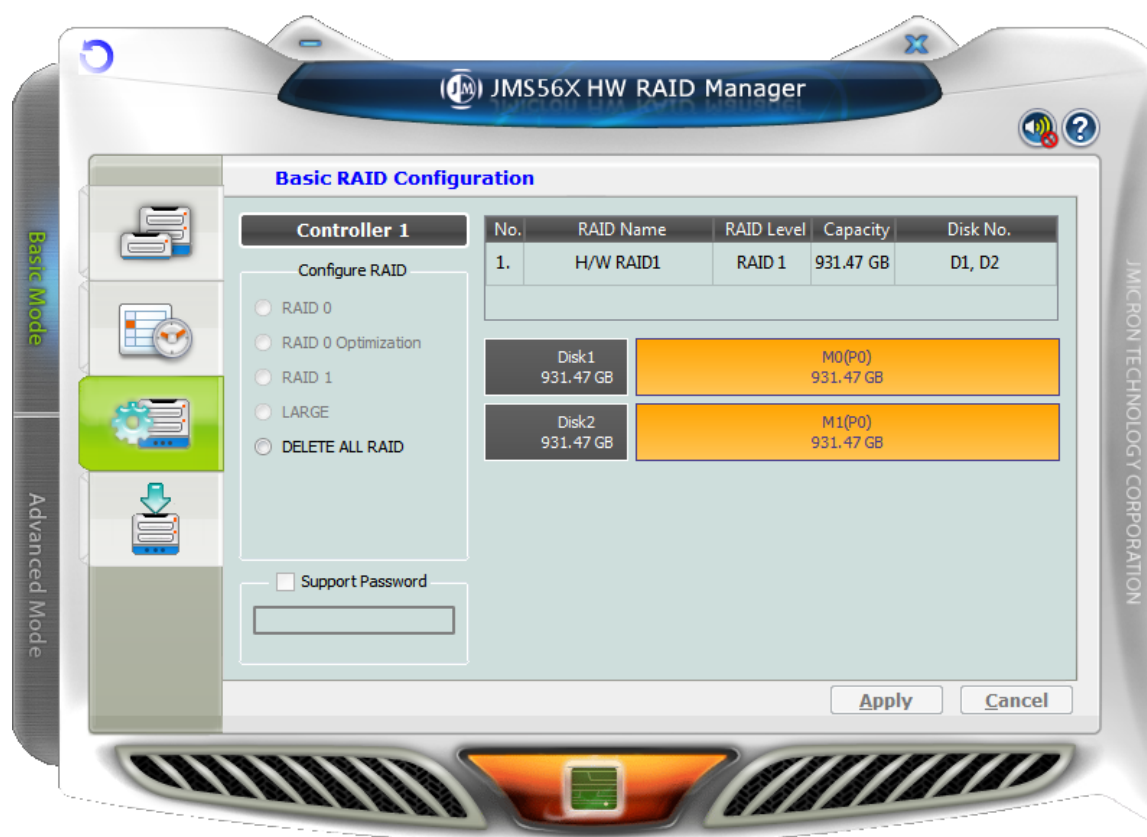 JMS56X HW RAID Manager
Basic Mode
Advanced Mode
Basic RAID Configuration
Controller 1
Configure RAID
RAID 0
RAID 0 Optimization
RAID 1
LARGE
DELETE ALL RAID
Support Password
No. RAID Name RAID Level Capacity Disk No.
1. H/W RAID1 RAID 1 931.47 GB D1, D2
Disk1
931.47 GB
M0(P0)
931.47 GB
Disk2
931.47 GB
M1(P0)
931.47 GB
Apply Cancel
JMICRON TECHNOLOGY CORPORATION